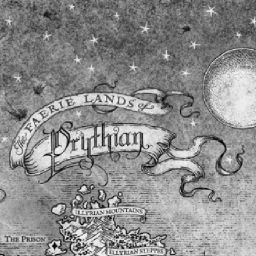 The FAERIE LANDS of
Prythian
ILLYRIAN MOUNTAINS
THE PRISON
ILLYRIAN STEPPES